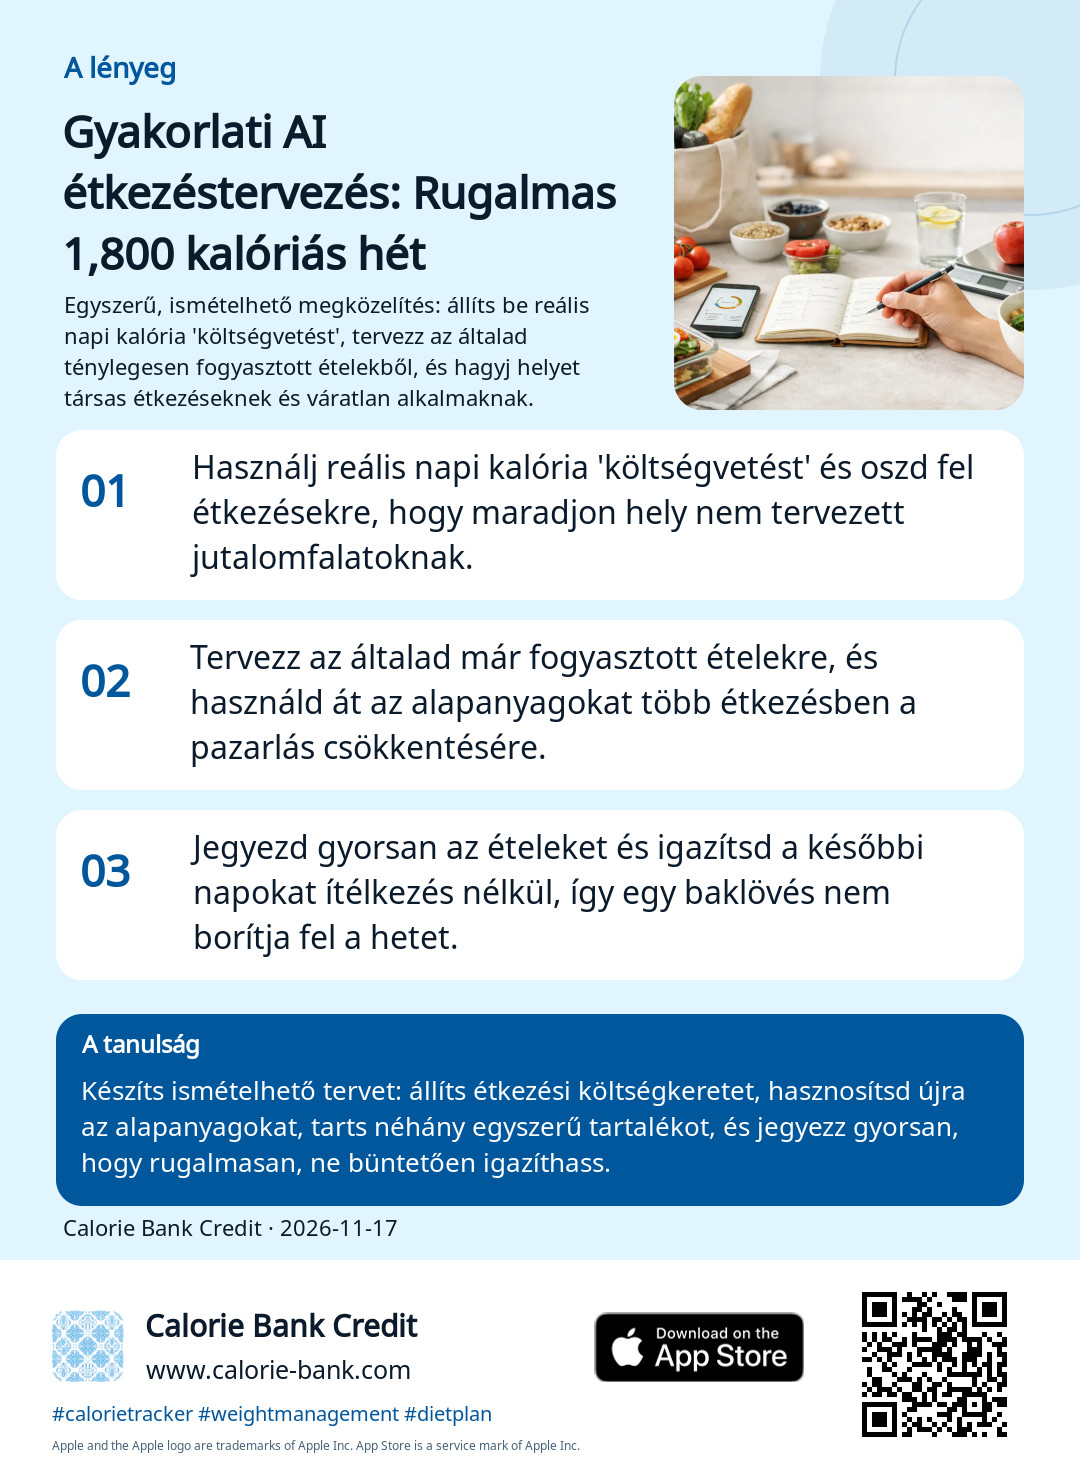 A lényeg
Gyakorlati AI
étkezéstervezés: Rugalmas
1,800 kalóriás hét
Egyszerű, ismételhető megközelítés: állíts be reális
napi kalória 'költségvetést', tervezz az általad
ténylegesen fogyasztott ételekből, és hagyj helyet
társas étkezéseknek és váratlan alkalmaknak.
01
Használj reális napi kalória 'költségvetést' és oszd fel
étkezésekre, hogy maradjon hely nem tervezett
jutalomfalatoknak.
02
Tervezz az általad már fogyasztott ételekre, és
használd át az alapanyagokat több étkezésben a
pazarlás csökkentésére.
03
Jegyezd gyorsan az ételeket és igazítsd a későbbi
napokat ítélkezés nélkül, így egy baklövés nem
borítja fel a hetet.
A tanulság
Készíts ismételhető tervet: állíts étkezési költségkeretet, hasznosítsd újra
az alapanyagokat, tarts néhány egyszerű tartalékot, és jegyezz gyorsan,
hogy rugalmasan, ne büntetően igazíthass.
Calorie Bank Credit · 2026-11-17
Calorie Bank Credit
www.calorie-bank.com
Download on the
App Store
#calorietracker #weightmanagement #dietplan
Apple and the Apple logo are trademarks of Apple Inc. App Store is a service mark of Apple Inc.